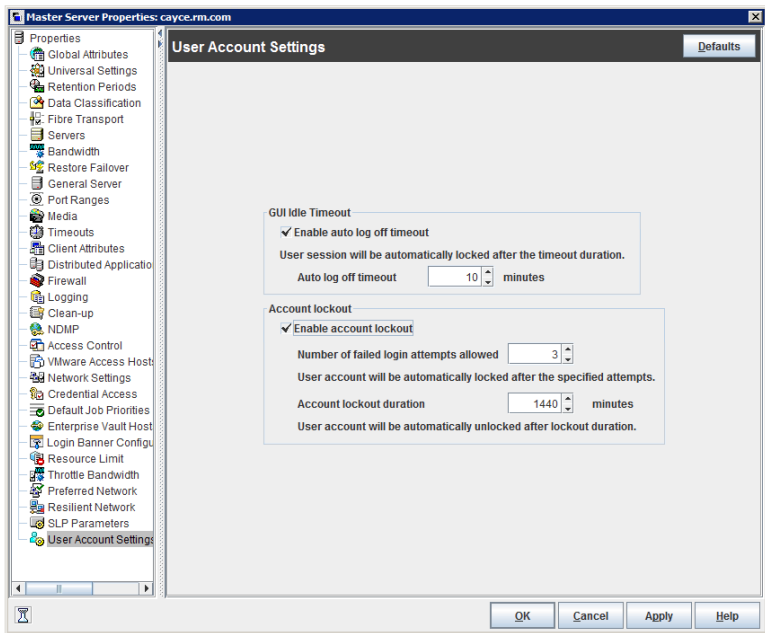 Master Server Properties: cayce.rm.com
Properties
Global Attributes
Universal Settings
Retention Periods
Data Classification
Fibre Transport
Servers
Bandwidth
Restore Failover
General Server
Port Ranges
Media
Timeouts
Client Attributes
Distributed Applicatio
Firewall
Logging
Clean-up
NDMP
Access Control
VMware Access Hosts
Network Settings
Credential Access
Default Job Priorities
Enterprise Vault Host
Login Banner Configu
Resource Limit
Throttle Bandwidth
Preferred Network
Resilient Network
SLP Parameters
User Account Settings
User Account Settings
Defaults
GUI Idle Timeout
Enable auto log off timeout
User session will be automatically locked after the timeout duration.
Auto log off timeout 10 minutes
Account lockout
Enable account lockout
Number of failed login attempts allowed 3
User account will be automatically locked after the specified attempts.
Account lockout duration 1440 minutes
User account will be automatically unlocked after lockout duration.
OK Cancel Apply Help